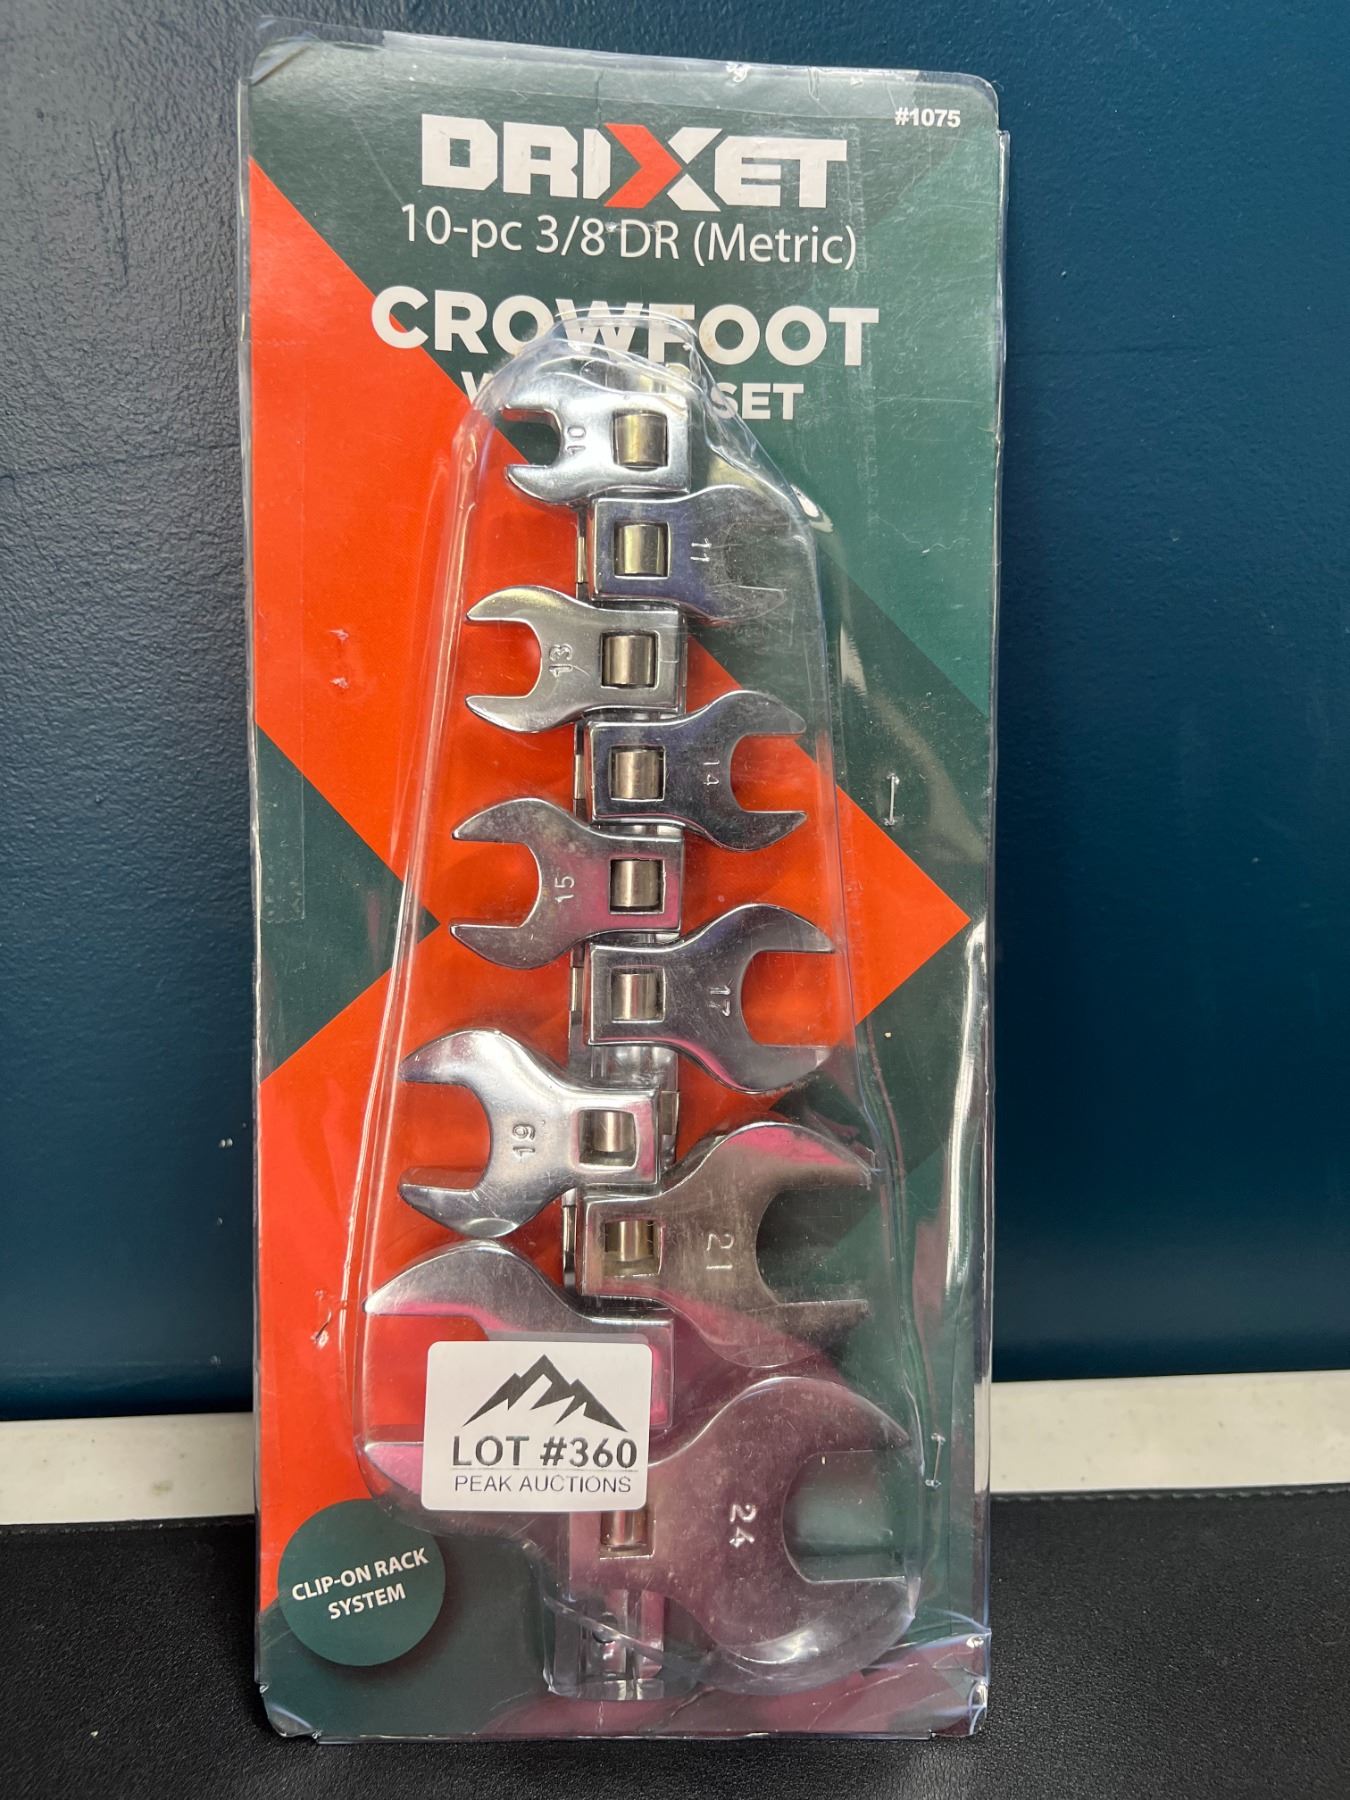 #1075
DRIXET
10-pc 3/8 DR (Metric)
CROWFOOT
SET
10
11
13
14
15
17
19
21
LOT #360
PEAK AUCTIONS
24
CLIP-ON RACK
SYSTEM